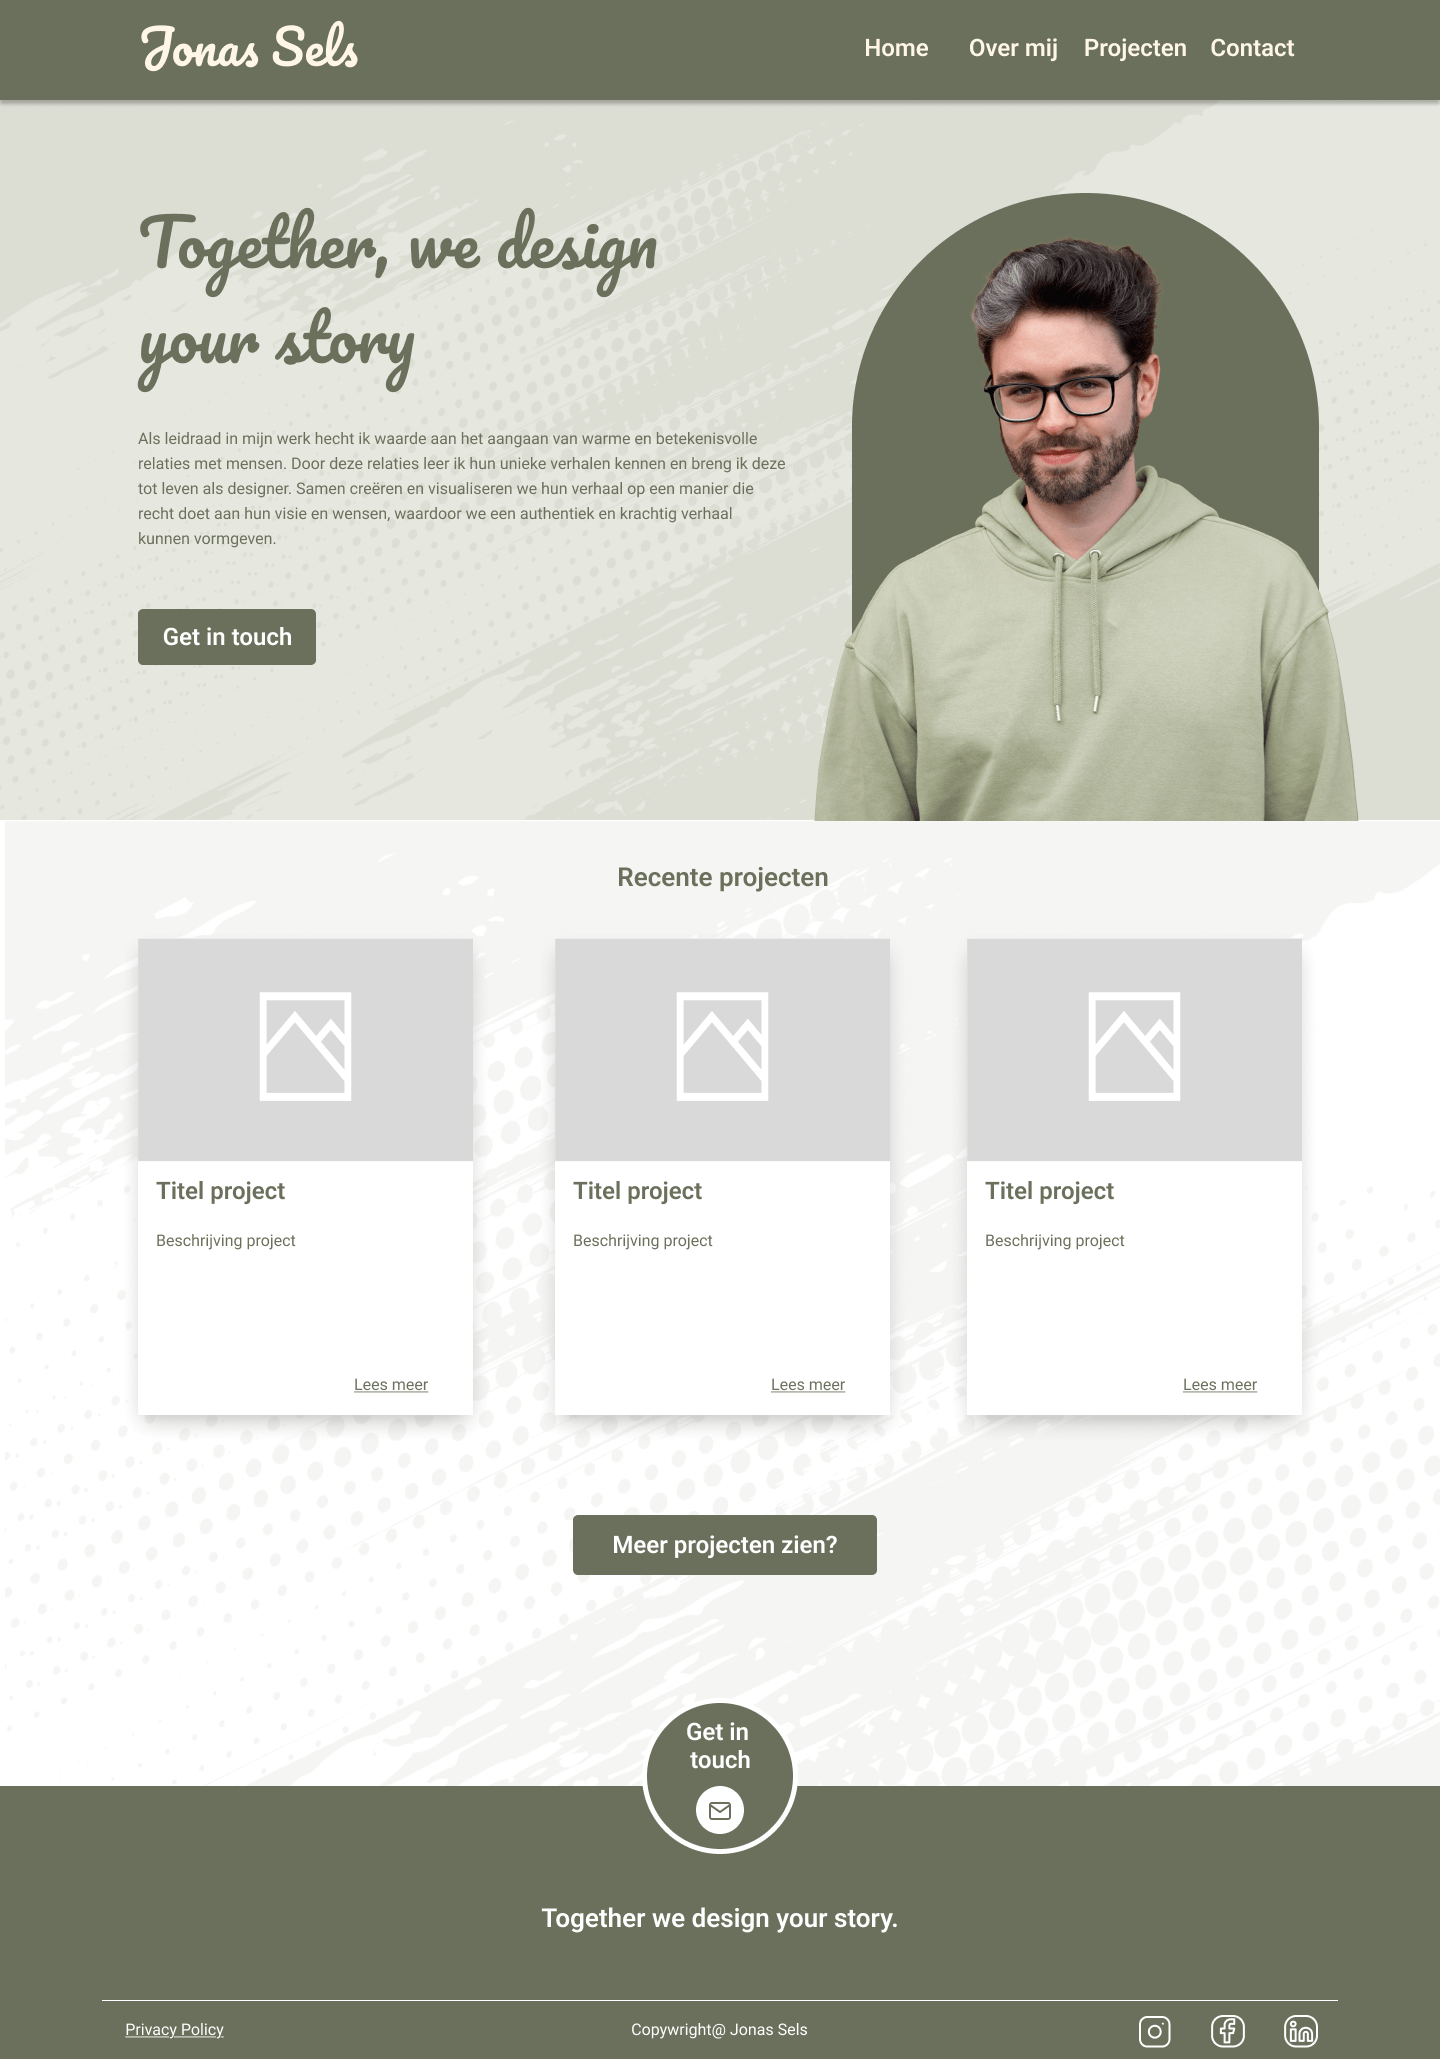 Jonas Sels
Home Over mij Projecten Contact
Together, we design
your story
Als leidraad in mijn werk hecht ik waarde aan het aangaan van warme en betekenisvolle
relaties met mensen. Door deze relaties leer ik hun unieke verhalen kennen en breng ik deze
tot leven als designer. Samen creëren en visualiseren we hun verhaal op een manier die
recht doet aan hun visie en wensen, waardoor we een authentiek en krachtig verhaal
kunnen vormgeven.
Get in touch
Recente projecten
Titel project
Beschrijving project
Lees meer
Titel project
Beschrijving project
Lees meer
Titel project
Beschrijving project
Lees meer
Meer projecten zien?
Get in
touch
Together we design your story.
Privacy Policy
Copywright@ Jonas Sels